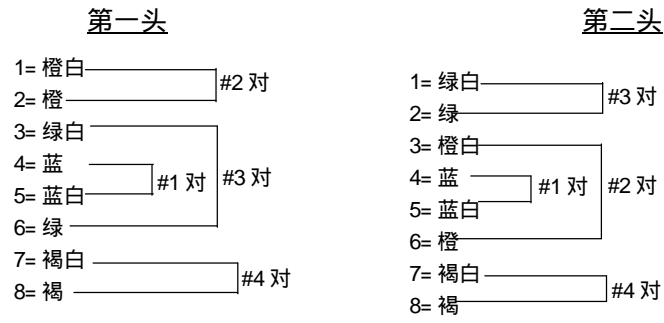 第一头
1= 橙白
#2 对
2= 橙
3= 绿白
4= 蓝
#1 对
#3 对
5= 蓝白
6= 绿
7= 褐白
#4 对
8= 褐
第二头
1= 绿白
#3 对
2= 绿
3= 橙白
4= 蓝
#1 对
#2 对
5= 蓝白
6= 橙
7= 褐白
#4 对
8= 褐